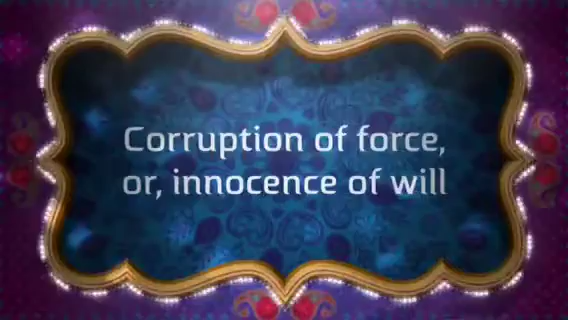 Corruption of force,
or, innocence of will